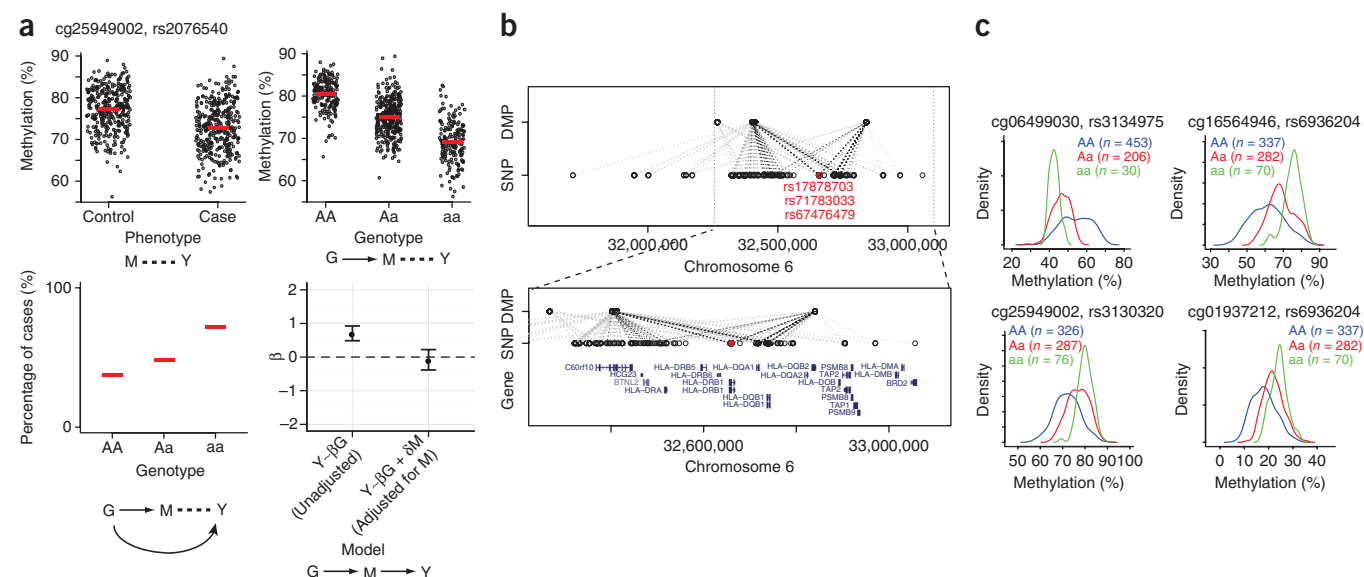 a
cg25949002, rs2076540
Methylation (%)
90
80
70
60
Control
Case
Phenotype
M
Y
Methylation (%)
90
80
70
60
AA
Aa
aa
Genotype
G
M
Y
Percentage of cases (%)
100
0
AA
Aa
aa
Genotype
G
M
Y
β
2
1
0
−1
−2
Y~βG
(Unadjusted)
Y~βG + δM
(Adjusted for M)
Model
G
M
Y
b
DMP
SNP
rs17878703
rs71783033
rs67476479
32,000,000
32,500,000
33,000,000
Chromosome 6
DMP
SNP
Gene
C6orf10
HLA−DRB5
HLA−DQA1
HLA−DQB2
PSMB8
HLA−DMA
HCG23
HLA−DRB6
HLA−DQA2
TAP2
HLA−DMB
BTNL2
HLA−DRB1
HLA−DOB
BRD2
HLA−DRA
HLA−DRB1
TAP2
HLA−DQB1
PSMB8
HLA−DQB1
TAP1
PSMB9
32,600,000
33,000,000
Chromosome 6
c
cg06499030, rs3134975
AA (n = 453)
Aa (n = 206)
aa (n = 30)
Density
20
40
60
80
Methylation (%)
cg16564946, rs6936204
AA (n = 337)
Aa (n = 282)
aa (n = 70)
Density
30
50
70
90
Methylation (%)
cg25949002, rs3130320
AA (n = 326)
Aa (n = 287)
aa (n = 76)
Density
50
60
70
80
90
100
Methylation (%)
cg01937212, rs6936204
AA (n = 337)
Aa (n = 282)
aa (n = 70)
Density
0
10
20
30
40
Methylation (%)